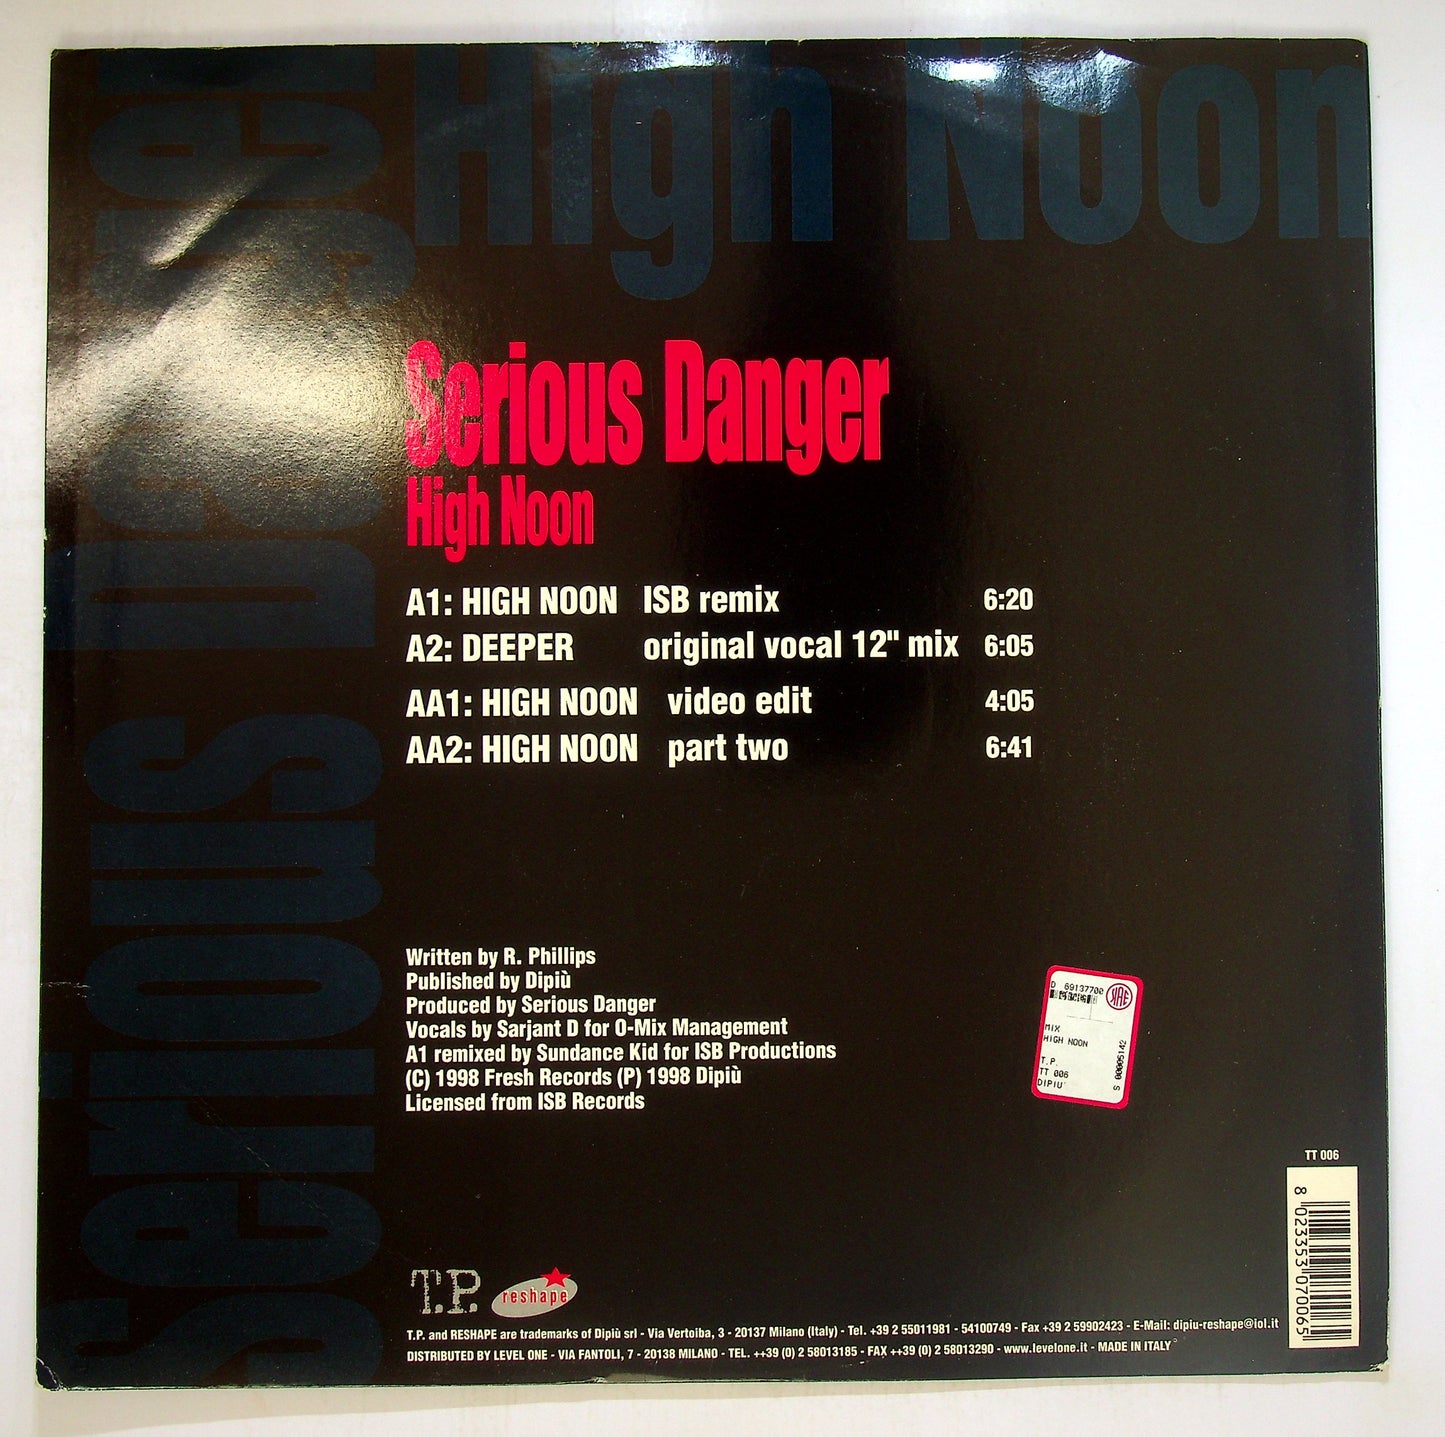 High Noon
Serious Danger
Serious Danger
High Noon
A1: HIGH NOON ISB remix 6:20
A2: DEEPER original vocal 12" mix 6:05
AA1: HIGH NOON video edit 4:05
AA2: HIGH NOON part two 6:41
Written by R. Phillips
Published by Dipiù
Produced by Serious Danger
Vocals by Sarjant D for O-Mix Management
A1 remixed by Sundance Kid for ISB Productions
(C) 1998 Fresh Records (P) 1998 Dipiù
Licensed from ISB Records
D 69137700
MIX
HIGH NOON
T.P.
TT 006
DIPIU'
S 00005142
TT 006
8 023353 070065
T.P.
reshape
T.P. and RESHAPE are trademarks of Dipiù srl - Via Vertoiba, 3 - 20137 Milano (Italy) - Tel. +39 2 55011981 - 54100749 - Fax +39 2 59902423 - E-Mail: dipiu-reshape@iol.it
DISTRIBUTED BY LEVEL ONE - VIA FANTOLI, 7 - 20138 MILANO - TEL. ++39 (0) 2 58013185 - FAX ++39 (0) 2 58013290 - www.levelone.it - MADE IN ITALY